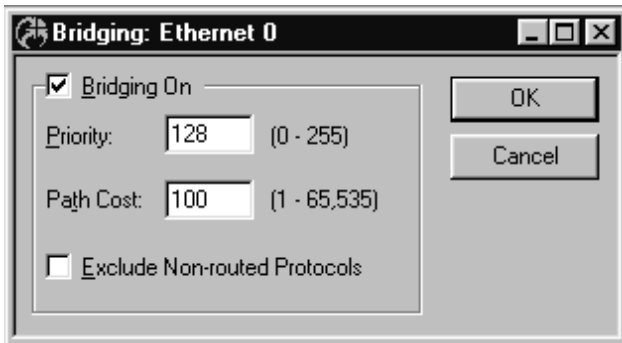 Bridging: Ethernet 0
Bridging On
Priority: 128 (0 - 255)
Path Cost: 100 (1 - 65,535)
Exclude Non-routed Protocols
OK
Cancel